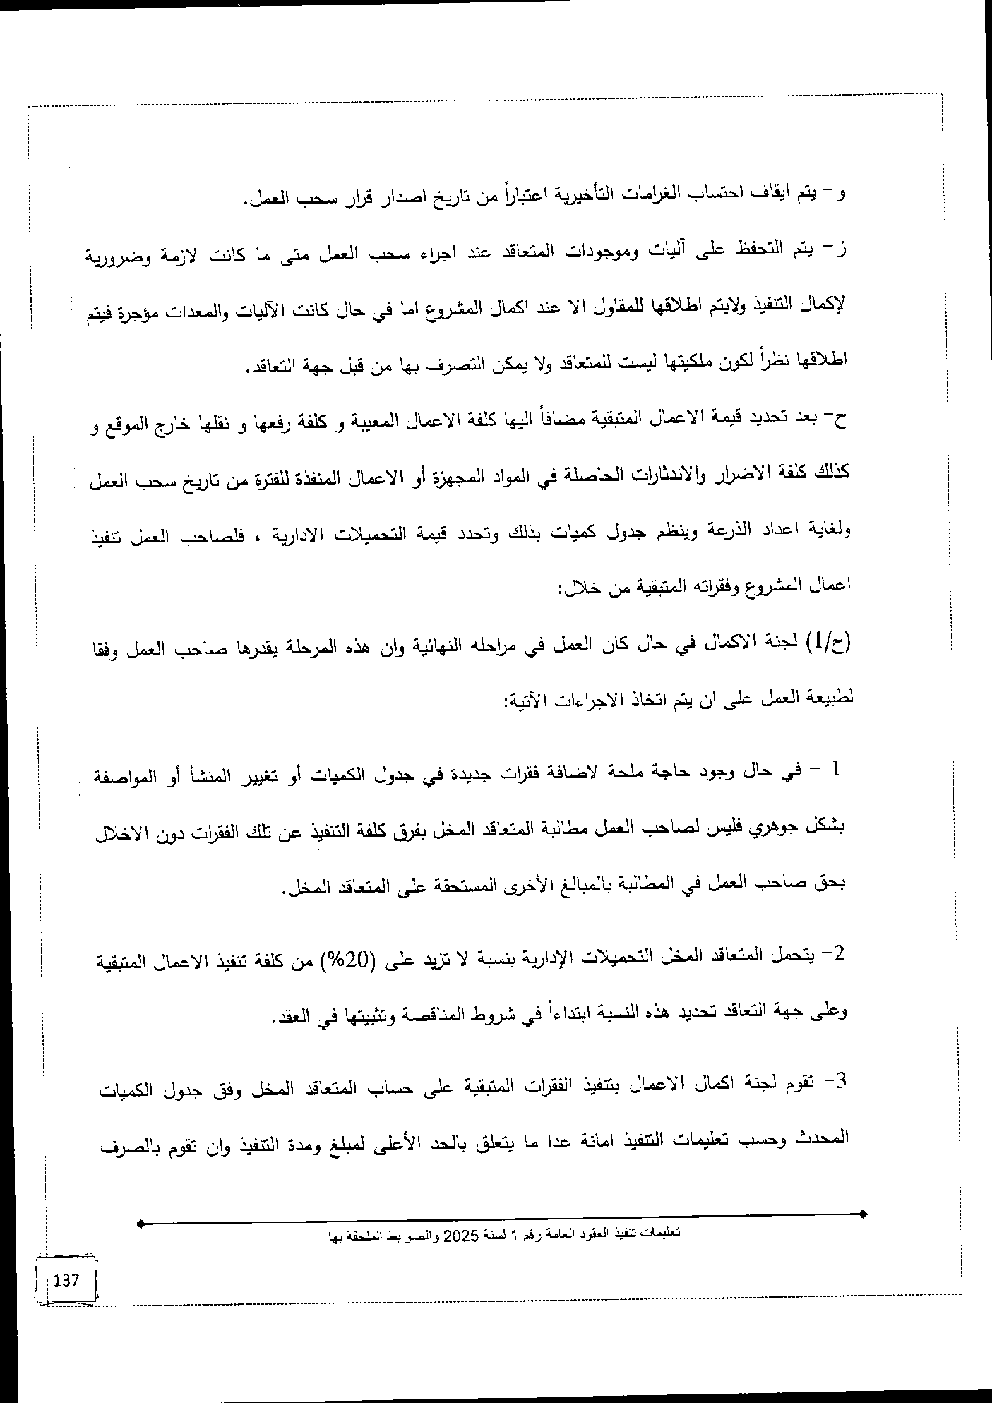 و – يتم ايقاف احتساب الغرامات التأخيرية اعتباراً من تاريخ اصدار قرار سحب العمل.
ز – يتم التحفظ على آليات وموجودات المتعاقد عند اجراء سحب العمل متى ما كانت لازمة وضرورية
لإكمال التنفيذ ولايتم اطلاقها للمقاول الا عند اكمال المشروع اما في حال كانت الآليات والمعدات مؤجرة فيتم
اطلاقها نظراً لكون ملكيتها ليست للمتعاقد ولا يمكن التصرف بها من قبل جهة التعاقد.
ح– بعد تحديد قيمة الاعمال المتبقية مضافاً اليها كلفة الاعمال المعيبة و كلفة رفعها و نقلها خارج الموقع و
كذلك كلفة الاضرار والاندثارات الحاصلة في المواد المجهزة أو الاعمال المنفذة للفترة من تاريخ سحب العمل
ولغاية اعداد الذرعة وينظم جدول كميات بذلك وتحدد قيمة التحميلات الادارية ، فلصاحب العمل تنفيذ
اعمال المشروع وفقراته المتبقية من خلال:
(ح/1) لجنة الاكمال في حال كان العمل في مراحله النهائية وان هذه المرحلة يقدرها صاحب العمل وفقا
لطبيعة العمل على ان يتم اتخاذ الاجراءات الآتية:
1 – في حال وجود حاجة ملحة لاضافة فقرات جديدة في جدول الكميات أو تغيير المنشأ أو المواصفة
بشكل جوهري فليس لصاحب العمل مطالبة المتعاقد المخل بفرق كلفة التنفيذ عن تلك الفقرات دون الاخلال
بحق صاحب العمل في المطالبة بالمبالغ الأخرى المستحقة على المتعاقد المخل.
2– يتحمل المتعاقد المخل التحميلات الإدارية بنسبة لا تزيد على (20%) من كلفة تنفيذ الاعمال المتبقية
وعلى جهة التعاقد تحديد هذه النسبة ابتداءاً في شروط المناقصة وتثبيتها في العقد.
3– تقوم لجنة اكمال الاعمال بتنفيذ الفقرات المتبقية على حساب المتعاقد المخل وفق جدول الكميات
المحدث وحسب تعليمات التنفيذ امانة عدا ما يتعلق بالحد الأعلى لمبلغ ومدة التنفيذ وان تقوم بالصرف
تعليمات تنفيذ العقود العامة رقم 1 لسنة 2025 والضوابط الملحقة بها
137